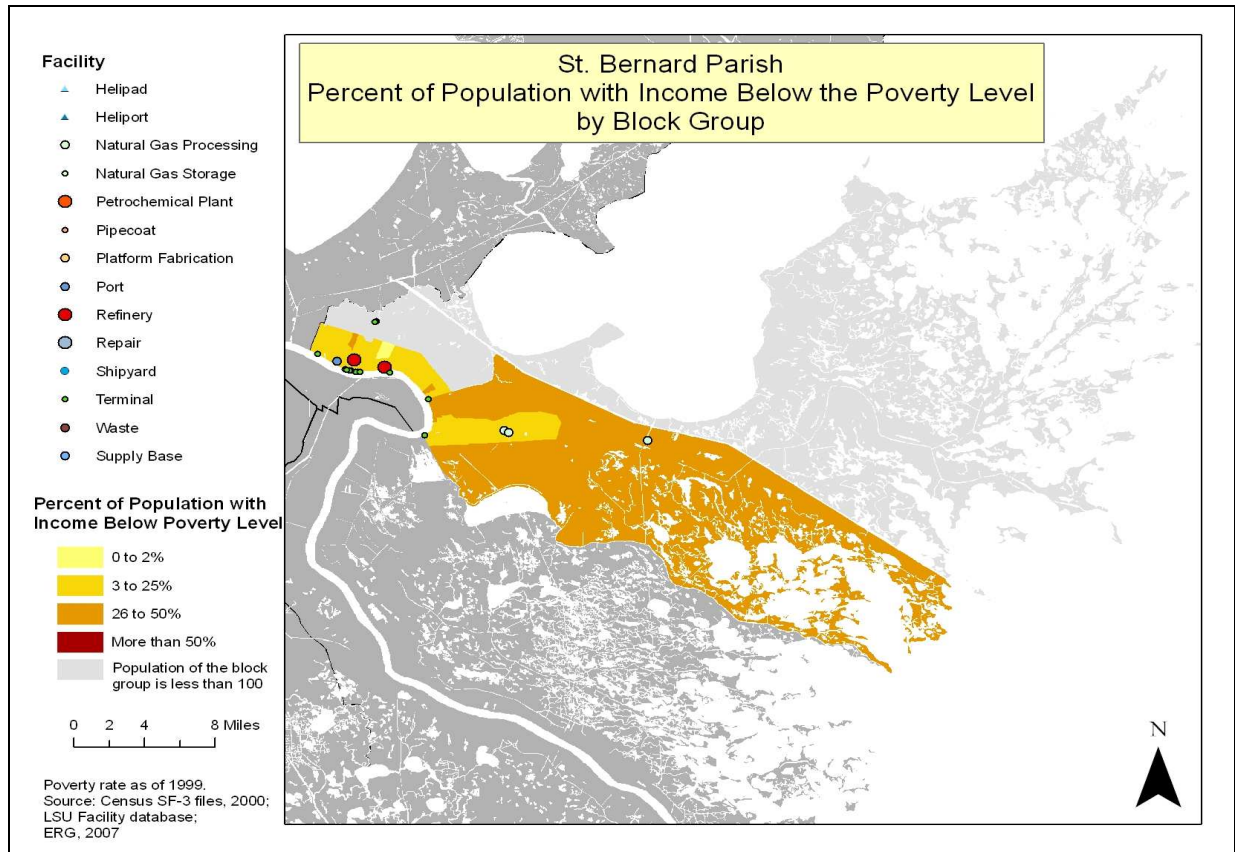 St. Bernard Parish
Percent of Population with Income Below the Poverty Level
by Block Group
Facility
Helipad
Heliport
Natural Gas Processing
Natural Gas Storage
Petrochemical Plant
Pipecoat
Platform Fabrication
Port
Refinery
Repair
Shipyard
Terminal
Waste
Supply Base
Percent of Population with
Income Below Poverty Level
0 to 2%
3 to 25%
26 to 50%
More than 50%
Population of the block
group is less than 100
0 2 4 8 Miles
Poverty rate as of 1999.
Source: Census SF-3 files, 2000;
LSU Facility database;
ERG, 2007
N